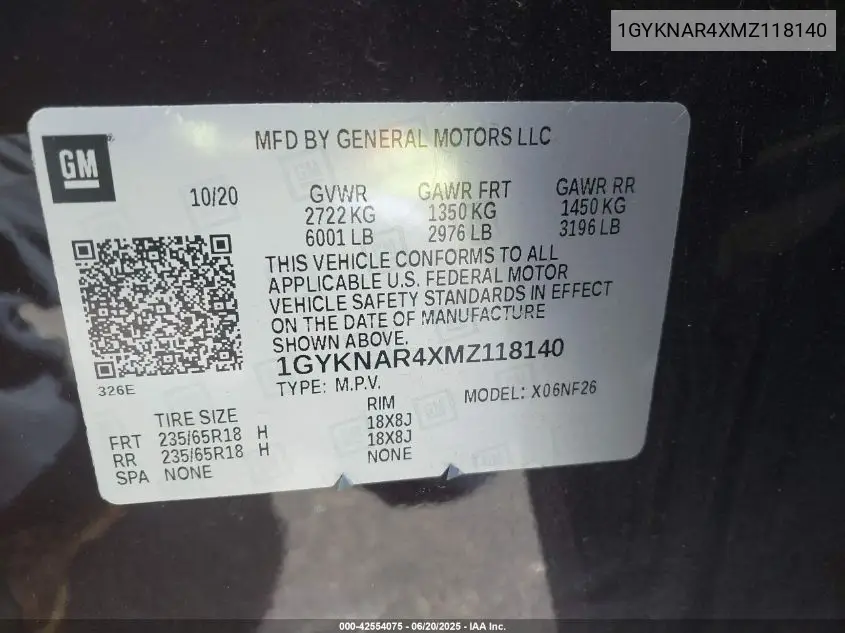 1GYKNAR4XMZ118140
GM
MFD BY GENERAL MOTORS LLC
10/20
GVWR GAWR FRT GAWR RR
2722 KG 1350 KG 1450 KG
6001 LB 2976 LB 3196 LB
THIS VEHICLE CONFORMS TO ALL
APPLICABLE U.S. FEDERAL MOTOR
VEHICLE SAFETY STANDARDS IN EFFECT
ON THE DATE OF MANUFACTURE
SHOWN ABOVE.
1GYKNAR4XMZ118140
326E
TYPE: M.P.V. MODEL: X06NF26
TIRE SIZE RIM
FRT 235/65R18 H 18X8J
RR 235/65R18 H 18X8J
SPA NONE NONE
000-42554075 - 06/20/2025 - IAA Inc.